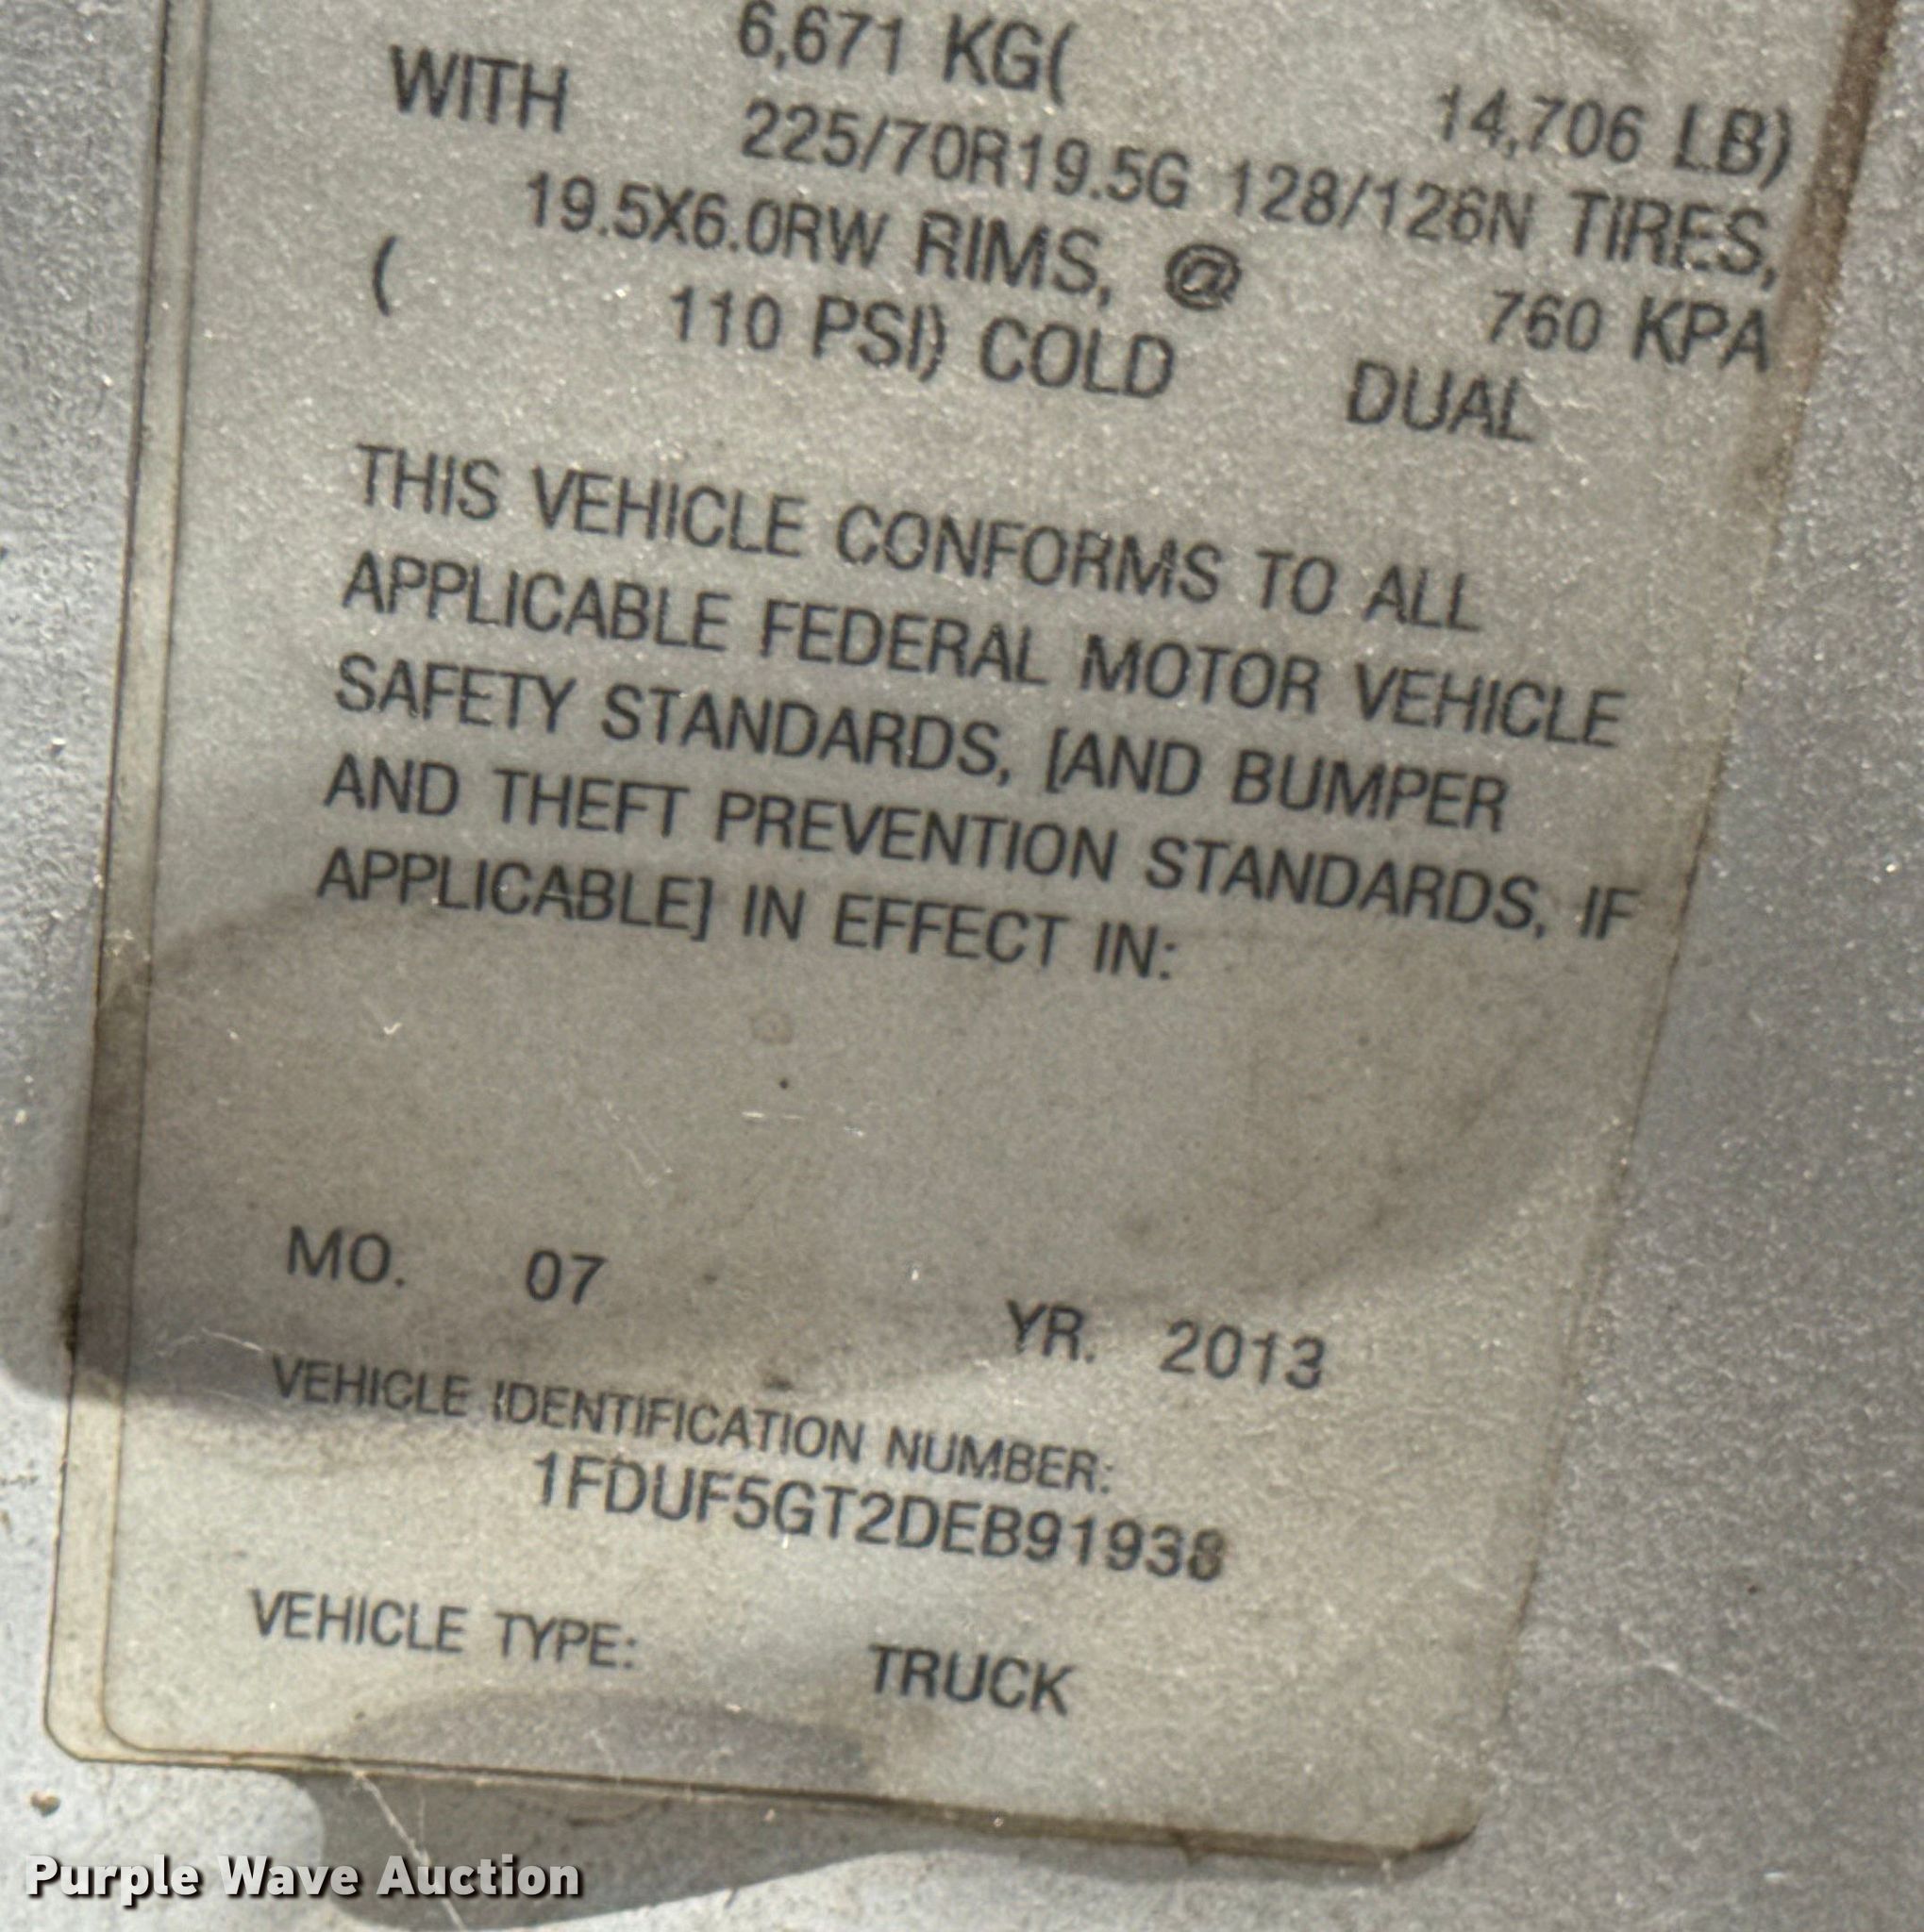 6,671 KG( 14,706 LB)
WITH 225/70R19.5G 128/126N TIRES,
19.5X6.0RW RIMS, @ 760 KPA
( 110 PSI) COLD DUAL
THIS VEHICLE CONFORMS TO ALL
APPLICABLE FEDERAL MOTOR VEHICLE
SAFETY STANDARDS, [AND BUMPER
AND THEFT PREVENTION STANDARDS, IF
APPLICABLE] IN EFFECT IN:
MO. 07 YR. 2013
VEHICLE IDENTIFICATION NUMBER:
1FDUF5GT2DEB91938
VEHICLE TYPE: TRUCK
Purple Wave Auction